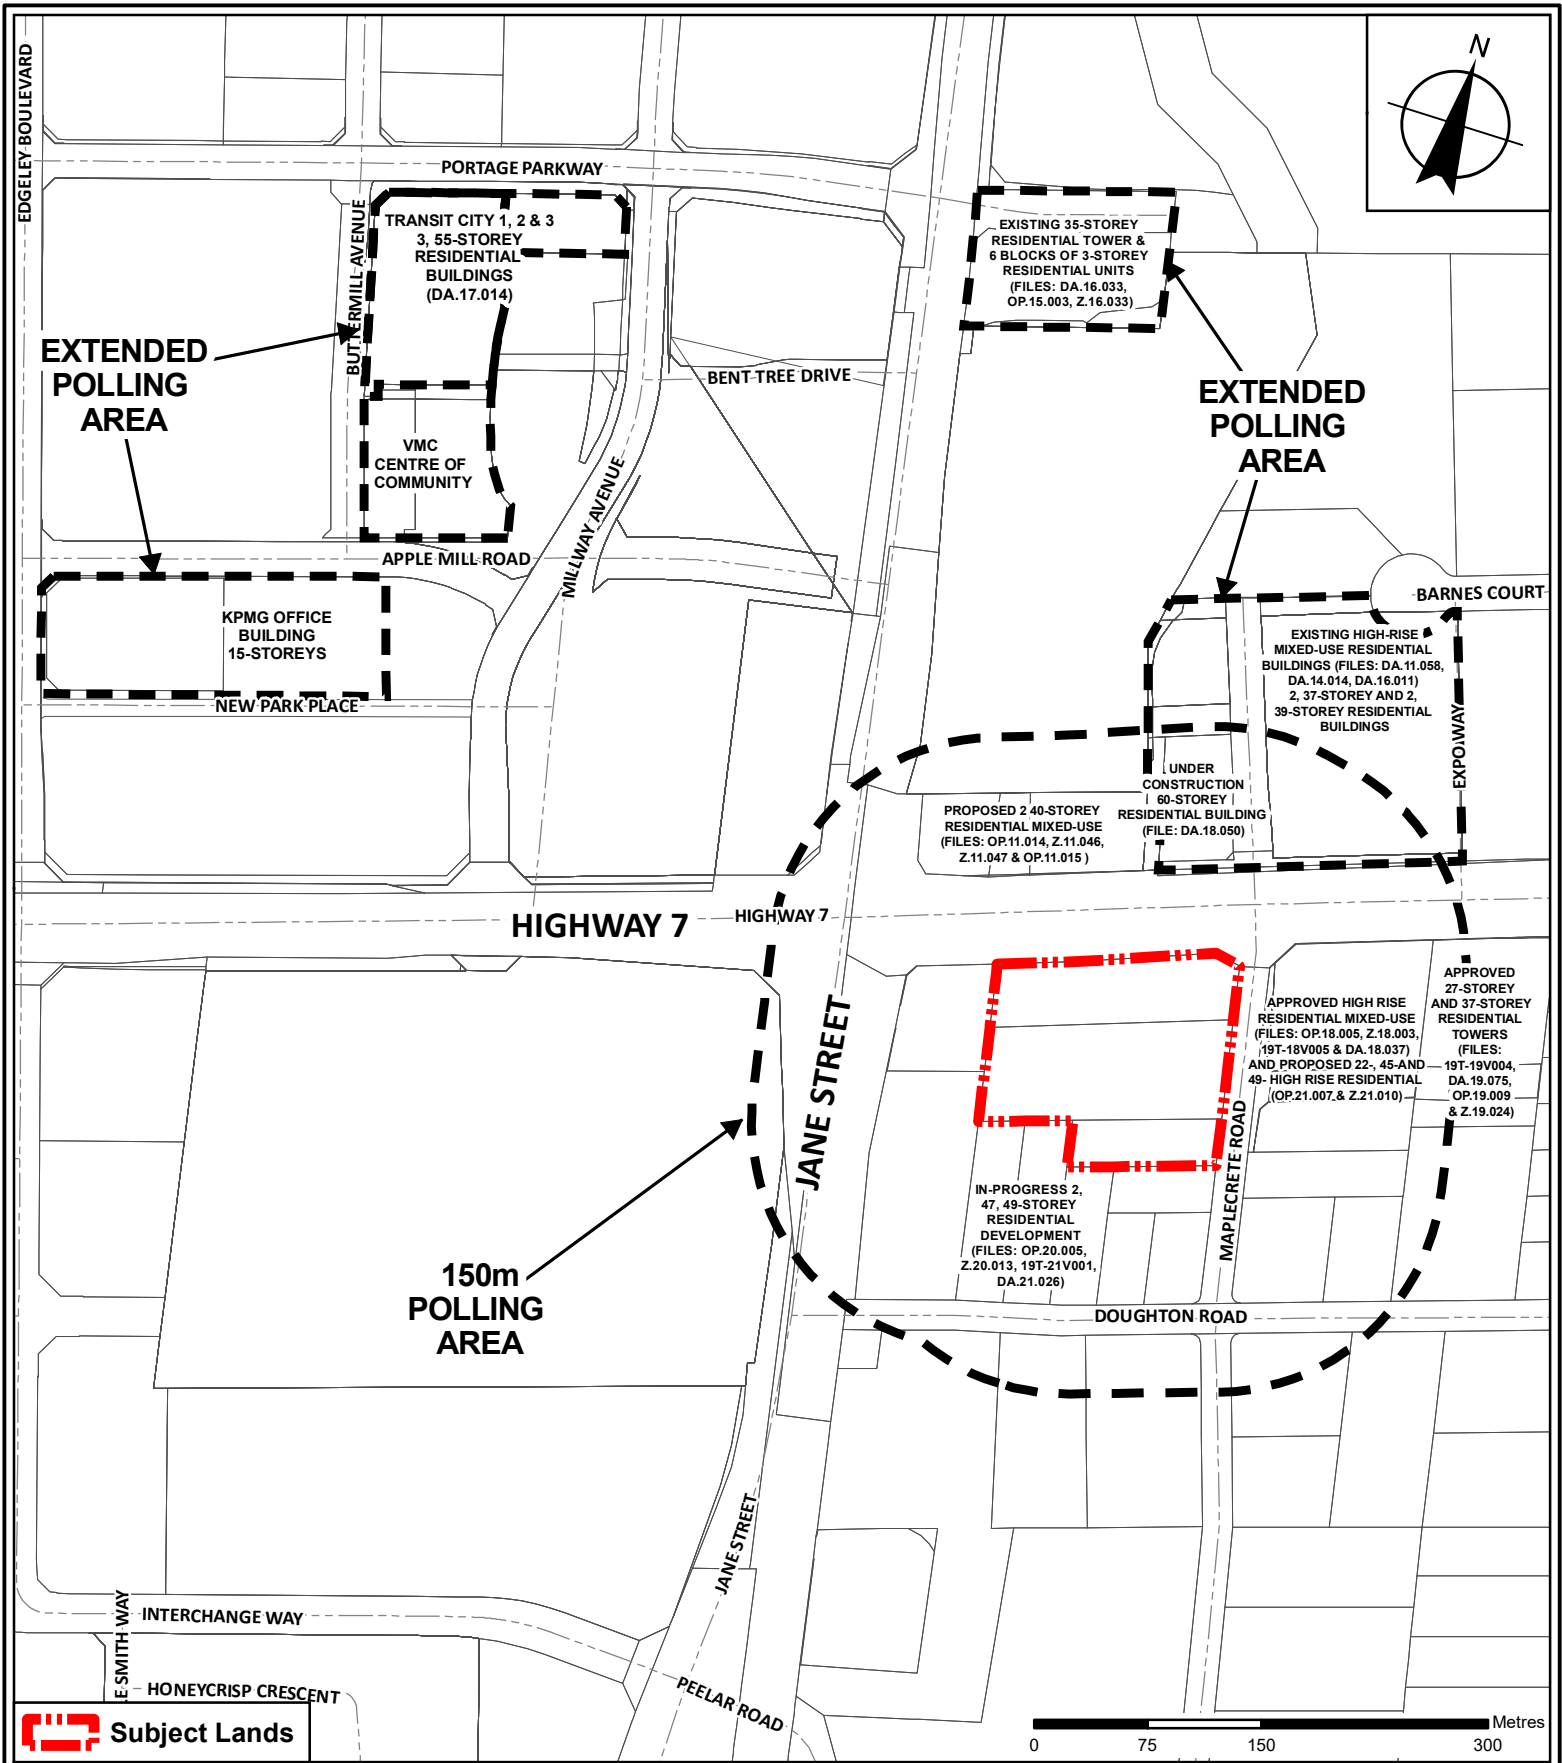 N
EDGELEY BOULEVARD
PORTAGE PARKWAY
BUTTERMILL AVENUE
TRANSIT CITY 1, 2 & 3
3, 55-STOREY
RESIDENTIAL
BUILDINGS
(DA.17.014)
EXISTING 35-STOREY
RESIDENTIAL TOWER &
6 BLOCKS OF 3-STOREY
RESIDENTIAL UNITS
(FILES: DA.16.033,
OP.15.003, Z.16.033)
EXTENDED
POLLING
AREA
BENT TREE DRIVE
EXTENDED
POLLING
AREA
VMC
CENTRE OF
COMMUNITY
MILLWAY AVENUE
APPLE MILL ROAD
BARNES COURT
KPMG OFFICE
BUILDING
15-STOREYS
EXISTING HIGH-RISE
MIXED-USE RESIDENTIAL
BUILDINGS (FILES: DA.11.058,
DA.14.014, DA.16.011)
2, 37-STOREY AND 2,
39-STOREY RESIDENTIAL
BUILDINGS
NEW PARK PLACE
EXPO WAY
UNDER
CONSTRUCTION
60-STOREY
RESIDENTIAL BUILDING
(FILE: DA.18.050)
PROPOSED 2 40-STOREY
RESIDENTIAL MIXED-USE
(FILES: OP.11.014, Z.11.046,
Z.11.047 & OP.11.015 )
HIGHWAY 7
HIGHWAY 7
JANE STREET
APPROVED HIGH RISE
RESIDENTIAL MIXED-USE
(FILES: OP.18.005, Z.18.003,
19T-18V005 & DA.18.037)
AND PROPOSED 22-, 45-AND
49- HIGH RISE RESIDENTIAL
(OP.21.007 & Z.21.010)
APPROVED
27-STOREY
AND 37-STOREY
RESIDENTIAL
TOWERS
(FILES:
19T-19V004,
DA.19.075,
OP.19.009
& Z.19.024)
MAPLECRETE ROAD
IN-PROGRESS 2,
47, 49-STOREY
RESIDENTIAL
DEVELOPMENT
(FILES: OP.20.005,
Z.20.013, 19T-21V001,
DA.21.026)
150m
POLLING
AREA
DOUGHTON ROAD
JANE STREET
INTERCHANGE WAY
E SMITH WAY
HONEYCRISP CRESCENT
PEELAR ROAD
Subject Lands
Metres
0 75 150 300